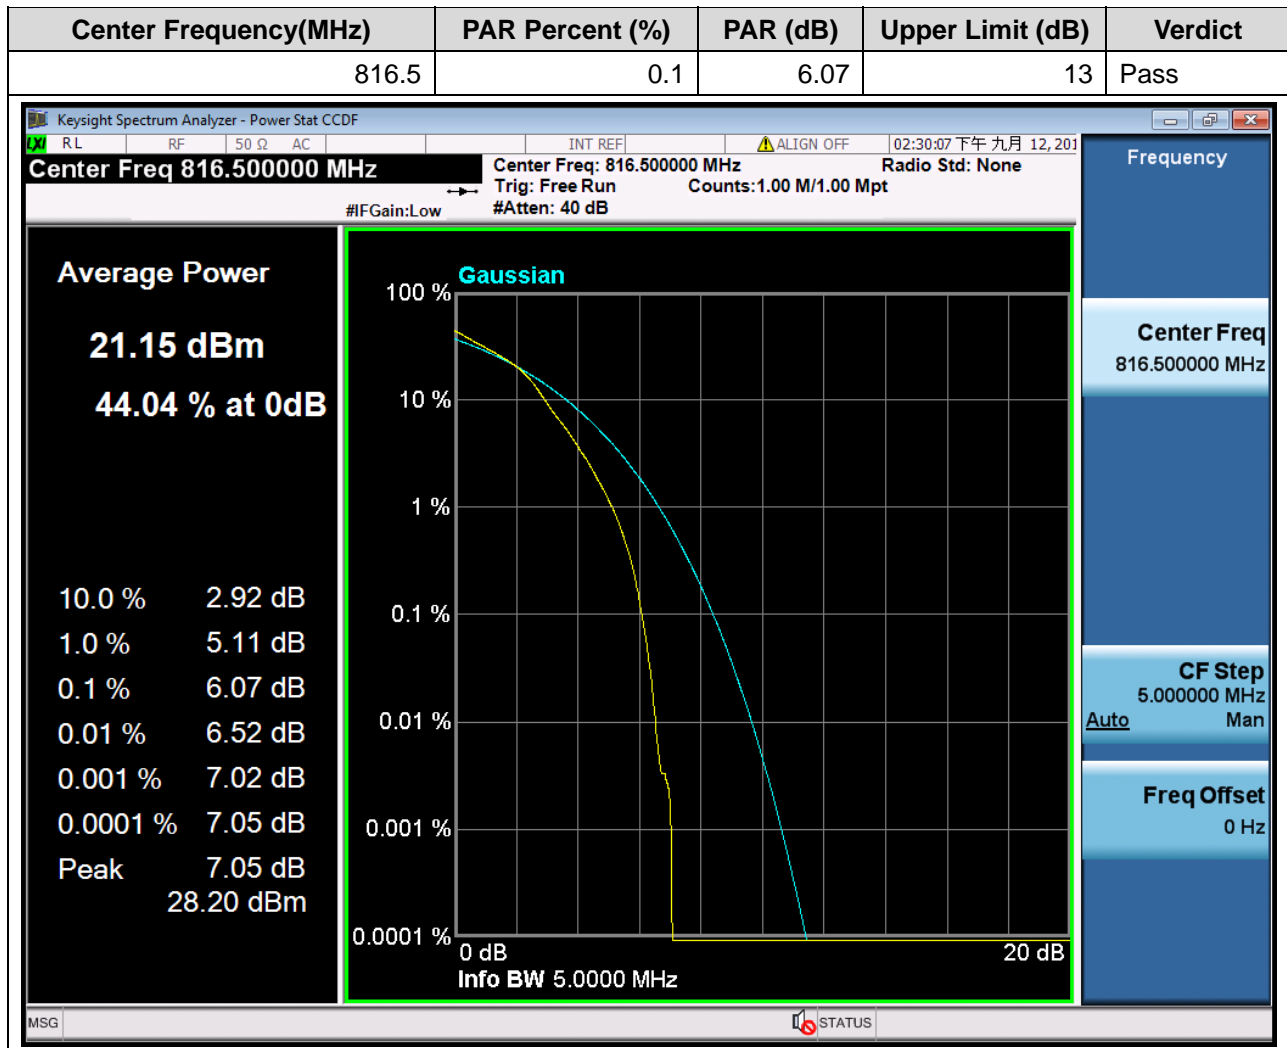 Center Frequency(MHz) PAR Percent (%) PAR (dB) Upper Limit (dB) Verdict
816.5 0.1 6.07 13 Pass
Keysight Spectrum Analyzer - Power Stat CCDF
LXI RL RF 50 Ω AC INT REF ALIGN OFF 02:30:07 下午 九月 12, 201
Center Freq 816.500000 MHz
Center Freq: 816.500000 MHz Radio Std: None
Trig: Free Run Counts:1.00 M/1.00 Mpt
#IFGain:Low #Atten: 40 dB
Average Power
21.15 dBm
44.04 % at 0dB
10.0 % 2.92 dB
1.0 % 5.11 dB
0.1 % 6.07 dB
0.01 % 6.52 dB
0.001 % 7.02 dB
0.0001 % 7.05 dB
Peak 7.05 dB
28.20 dBm
Gaussian
100 %
10 %
1 %
0.1 %
0.01 %
0.001 %
0.0001 %
0 dB 20 dB
Info BW 5.0000 MHz
Frequency
Center Freq
816.500000 MHz
CF Step
5.000000 MHz
Auto Man
Freq Offset
0 Hz
MSG STATUS